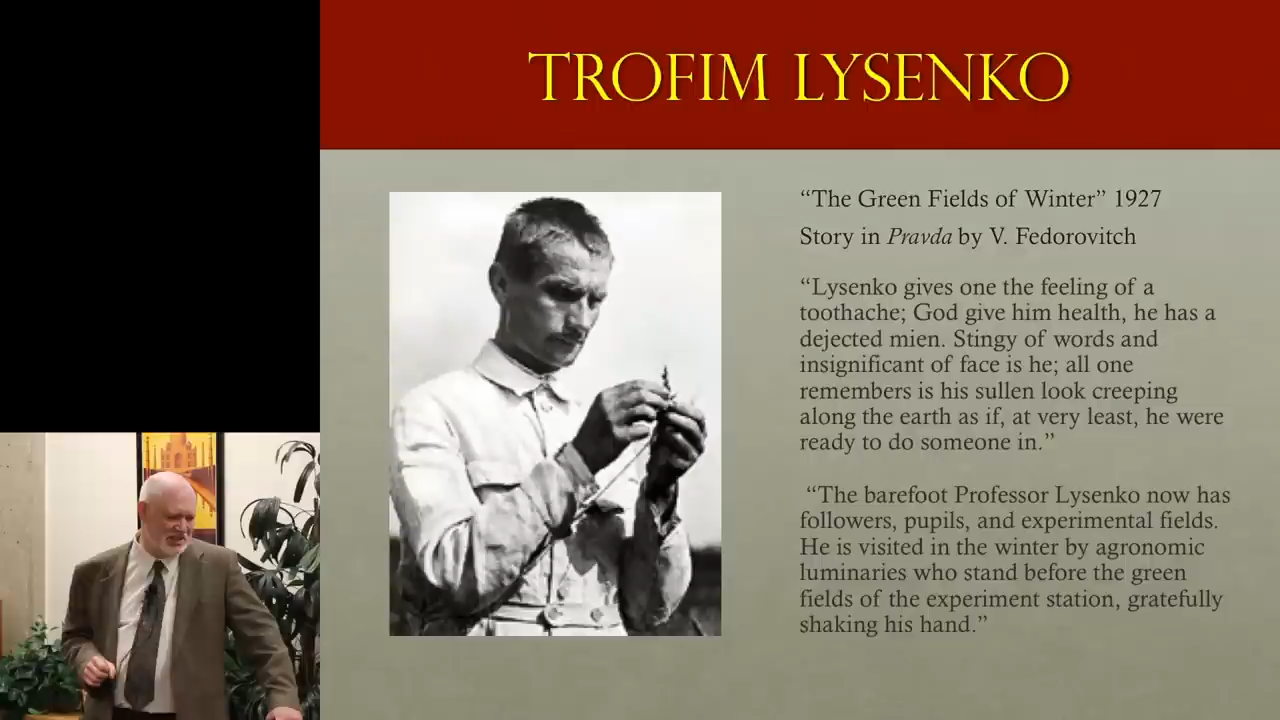 TROFIM LYSENKO
“The Green Fields of Winter” 1927
Story in Pravda by V. Fedorovitch
“Lysenko gives one the feeling of a
toothache; God give him health, he has a
dejected mien. Stingy of words and
insignificant of face is he; all one
remembers is his sullen look creeping
along the earth as if, at very least, he were
ready to do someone in.”
“The barefoot Professor Lysenko now has
followers, pupils, and experimental fields.
He is visited in the winter by agronomic
luminaries who stand before the green
fields of the experiment station, gratefully
shaking his hand.”